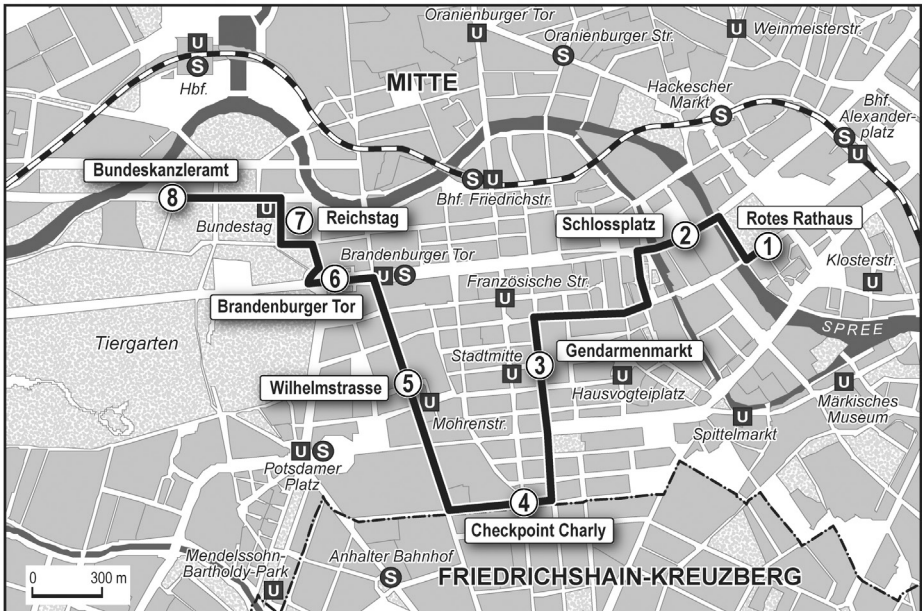 Oranienburger
Tor
U
U
Weinmeisterstr.
Oranienburger Str.
S
U
S
Hbf.
MITTE
Hackescher
Markt
S
Bhf.
Alexander-
platz
S
U
S U
Bhf. Friedrichstr.
Bundeskanzleramt
8
U
Bundestag
7
Reichstag
Schlossplatz
2
Rotes Rathaus
1
Brandenburger
Tor
U S
6
Brandenburger Tor
Französische Str.
U
Klosterstr.
U
SPREE
Tiergarten
Stadtmitte
U
3
Gendarmenmarkt
Wilhelmstrasse
5
U
Mohrenstr.
U
Hausvogteiplatz
U
Märkisches
Museum
U
Spittelmarkt
U S
Potsdamer
Platz
4
Checkpoint Charly
Mendelssohn-
Bartholdy-Park
U
Anhalter Bahnhof
S
FRIEDRICHSHAIN-KREUZBERG
0 300 m